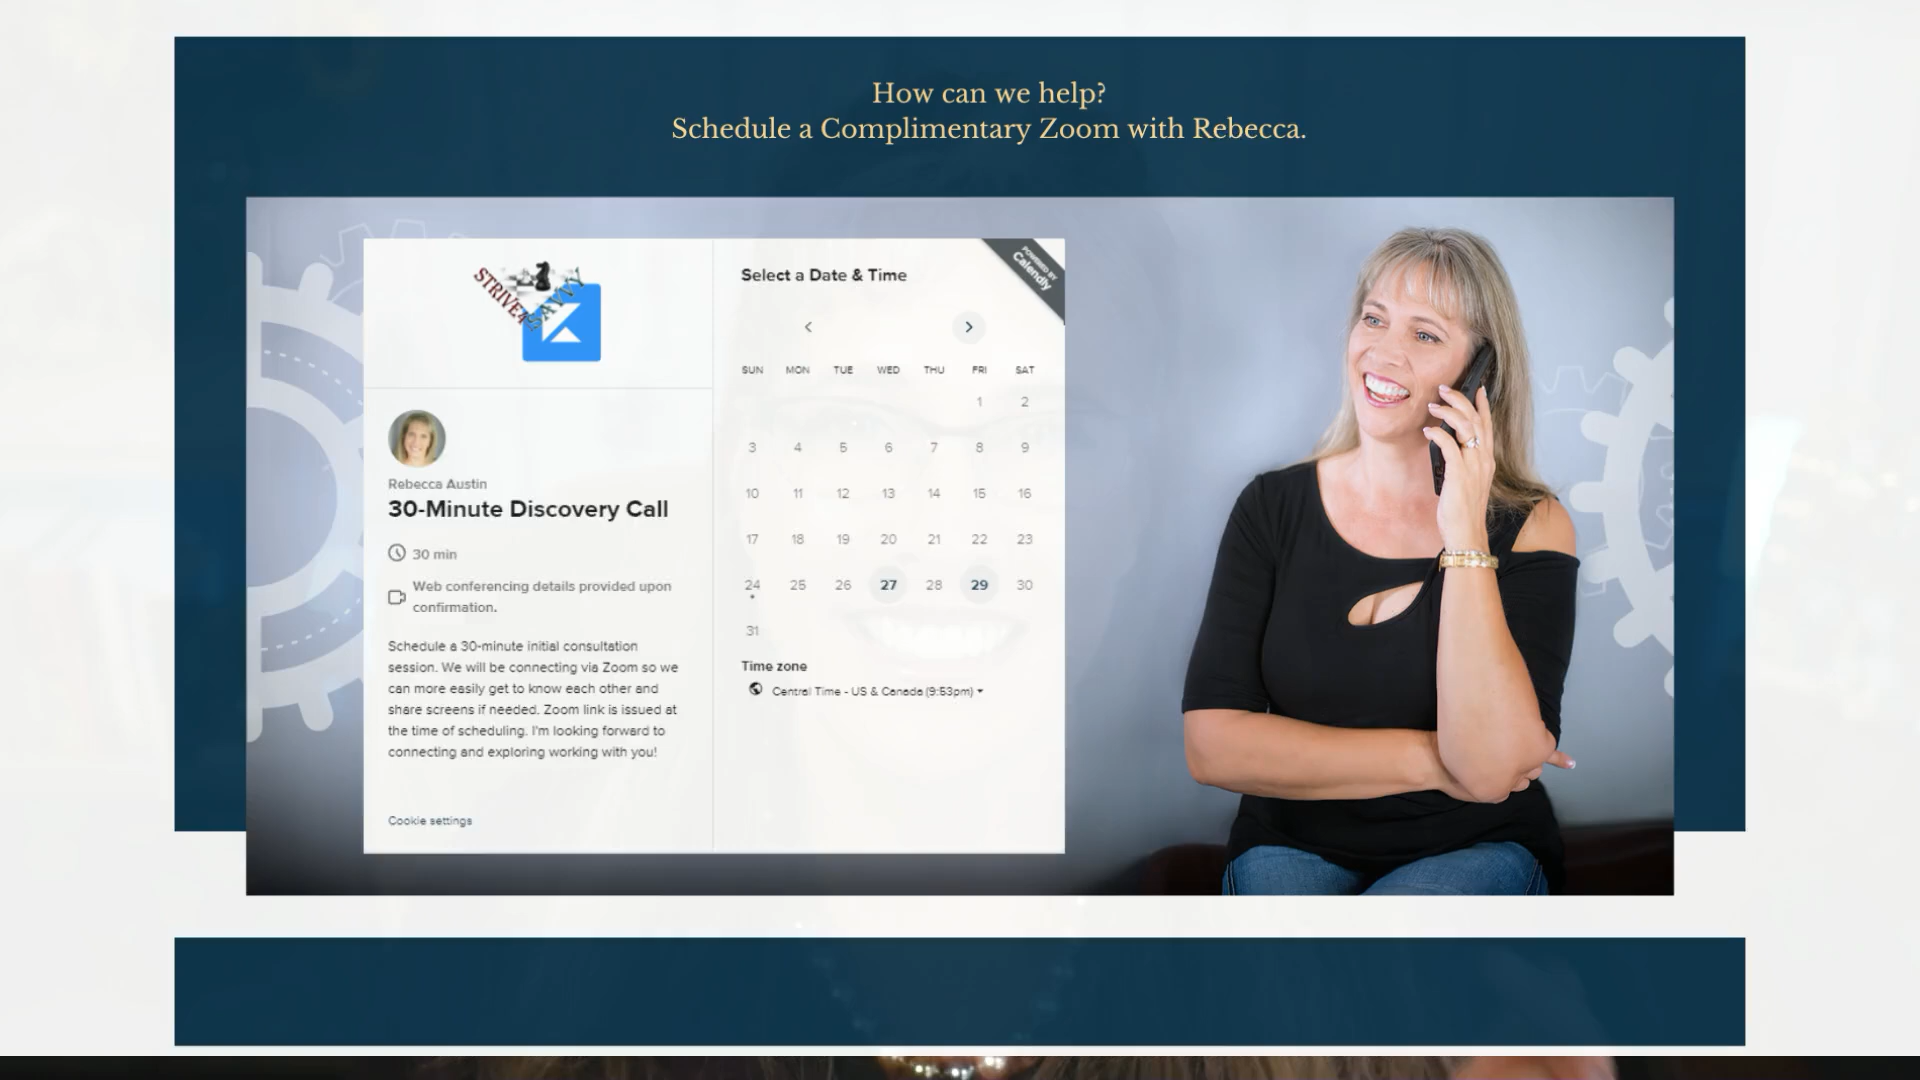 How can we help?
Schedule a Complimentary Zoom with Rebecca.
STRIVE4
SAVVY
Rebecca Austin
30-Minute Discovery Call
30 min
Web conferencing details provided upon
confirmation.
Schedule a 30-minute initial consultation
session. We will be connecting via Zoom so we
can more easily get to know each other and
share screens if needed. Zoom link is issued at
the time of scheduling. I'm looking forward to
connecting and exploring working with you!
Cookie settings
Select a Date & Time
POWERED BY
Calendly
< >
SUN MON TUE WED THU FRI SAT
1 2
3 4 5 6 7 8 9
10 11 12 13 14 15 16
17 18 19 20 21 22 23
24 25 26 27 28 29 30
31
Time zone
Central Time - US & Canada (9:53pm)